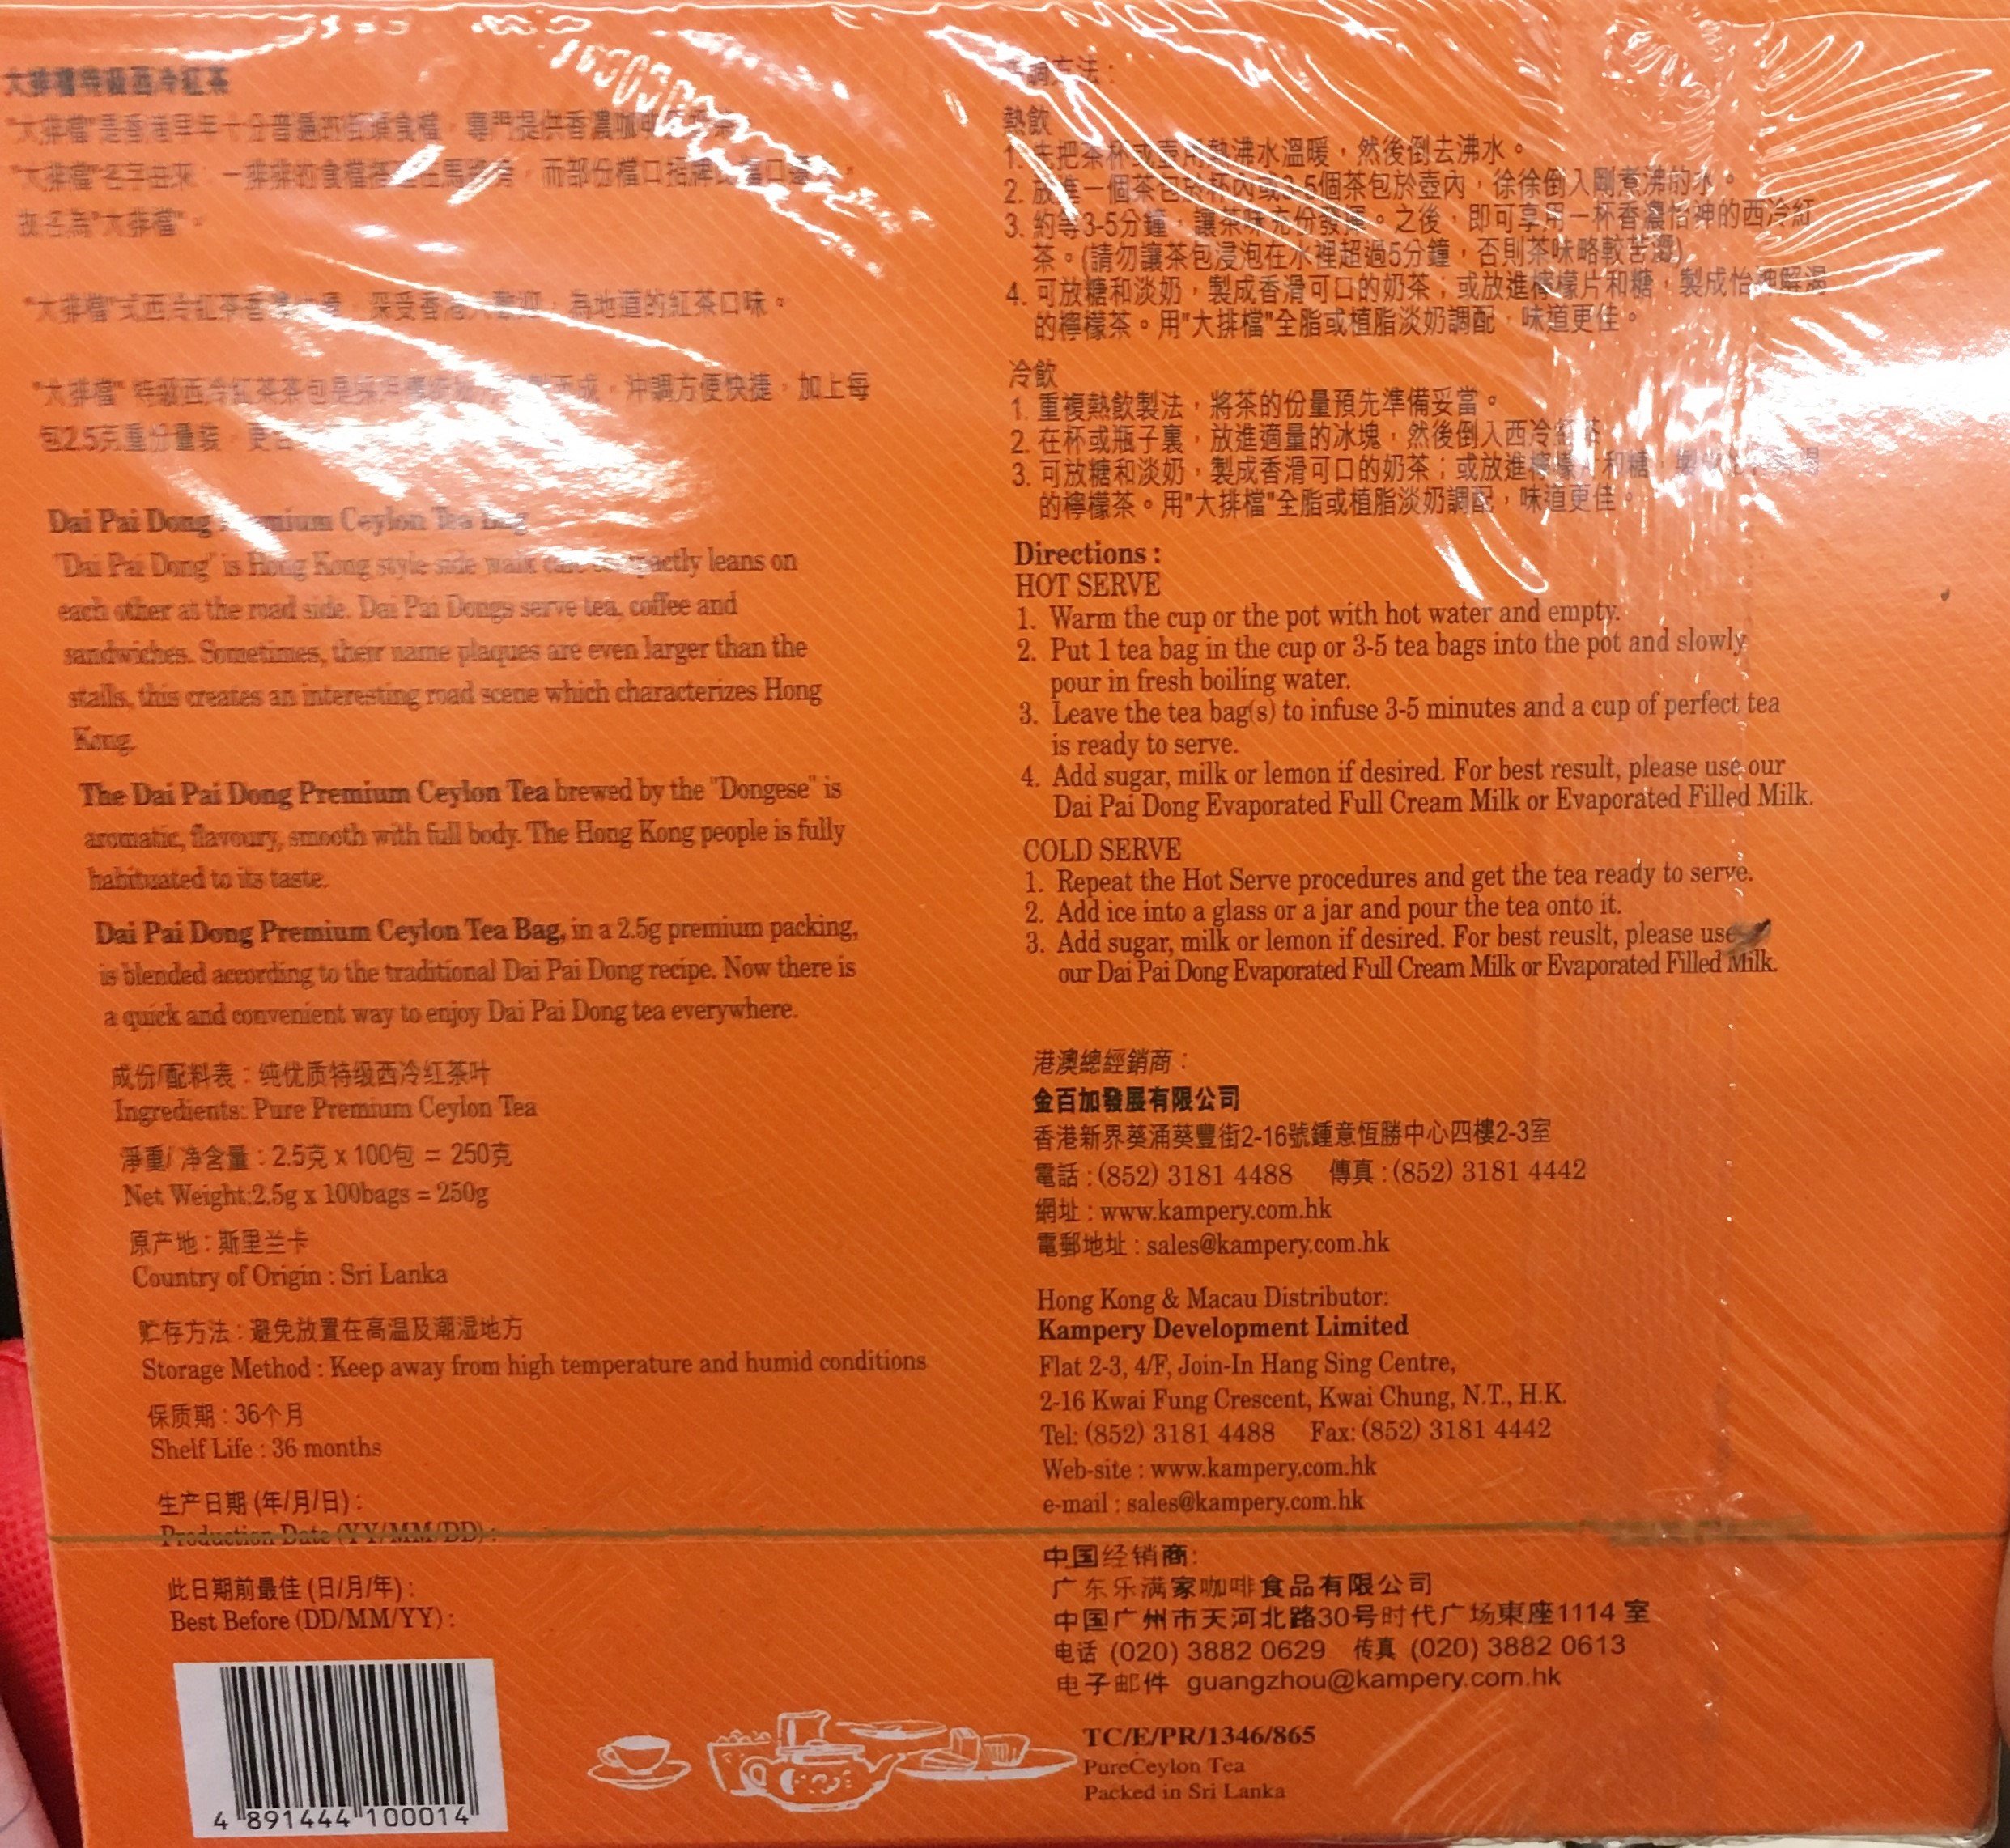 大排檔特級西冷紅茶
"大排檔"是香港早年十分普遍的街頭食檔，專門提供香濃咖啡
"大排檔"名字由來 一排排的食檔 而部份檔口招牌 檔口
故名為"大排檔"。
"大排檔"式西冷紅茶香 深受香港人歡迎，為地道的紅茶口味。
"大排檔" 特級西冷紅茶茶包是 而成，沖調方便快捷，加上每
包2.5克重份量裝，更
Dai Pai Dong Premium Ceylon Tea Bag
"Dai Pai Dong" is Hong Kong style side walk leans on
each other at the road side. Dai Pai Dongs serve tea, coffee and
sandwiches. Sometimes, their name plaques are even larger than the
stalls, this creates an interesting road scene which characterizes Hong
Kong.
The Dai Pai Dong Premium Ceylon Tea brewed by the "Dongese" is
aromatic, flavoury, smooth with full body. The Hong Kong people is fully
habituated to its taste.
Dai Pai Dong Premium Ceylon Tea Bag, in a 2.5g premium packing,
is blended according to the traditional Dai Pai Dong recipe. Now there is
a quick and convenient way to enjoy Dai Pai Dong tea everywhere.
成份/配料表：纯优质特级西冷红茶叶
Ingredients: Pure Premium Ceylon Tea
淨重/ 净含量：2.5克 x 100包 = 250克
Net Weight:2.5g x 100bags = 250g
原产地：斯里兰卡
Country of Origin : Sri Lanka
贮存方法：避免放置在高温及潮湿地方
Storage Method : Keep away from high temperature and humid conditions
保质期：36个月
Shelf Life : 36 months
生产日期 (年/月/日)：
Production Date (YY/MM/DD) :
此日期前最佳 (日/月/年)：
Best Before (DD/MM/YY) :
4 891444 100014
調方法：
熱飲
1. 先把茶杯或壺用熱沸水溫暖，然後倒去沸水。
2. 放進一個茶包於杯內或3-5個茶包於壺內，徐徐倒入剛煮沸的水。
3. 約等3-5分鐘，讓茶味充份發揮。之後，即可享用一杯香濃怡神的西冷紅
茶。(請勿讓茶包浸泡在水裡超過5分鐘，否則茶味略較苦澀)
4. 可放糖和淡奶，製成香滑可口的奶茶；或放進檸檬片和糖，製成怡神解渴
的檸檬茶。用"大排檔"全脂或植脂淡奶調配，味道更佳。
冷飲
1. 重複熱飲製法，將茶的份量預先準備妥當。
2. 在杯或瓶子裏，放進適量的冰塊，然後倒入西冷紅茶
3. 可放糖和淡奶，製成香滑可口的奶茶；或放進檸檬片和糖，
的檸檬茶。用"大排檔"全脂或植脂淡奶調配，味道更佳。
Directions :
HOT SERVE
1. Warm the cup or the pot with hot water and empty.
2. Put 1 tea bag in the cup or 3-5 tea bags into the pot and slowly
pour in fresh boiling water.
3. Leave the tea bag(s) to infuse 3-5 minutes and a cup of perfect tea
is ready to serve.
4. Add sugar, milk or lemon if desired. For best result, please use our
Dai Pai Dong Evaporated Full Cream Milk or Evaporated Filled Milk.
COLD SERVE
1. Repeat the Hot Serve procedures and get the tea ready to serve.
2. Add ice into a glass or a jar and pour the tea onto it.
3. Add sugar, milk or lemon if desired. For best reuslt, please use
our Dai Pai Dong Evaporated Full Cream Milk or Evaporated Filled Milk.
港澳總經銷商：
金百加發展有限公司
香港新界葵涌葵豐街2-16號鍾意恆勝中心四樓2-3室
電話：(852) 3181 4488 傳真：(852) 3181 4442
網址：www.kampery.com.hk
電郵地址：sales@kampery.com.hk
Hong Kong & Macau Distributor:
Kampery Development Limited
Flat 2-3, 4/F, Join-In Hang Sing Centre,
2-16 Kwai Fung Crescent, Kwai Chung, N.T., H.K.
Tel: (852) 3181 4488 Fax: (852) 3181 4442
Web-site : www.kampery.com.hk
e-mail : sales@kampery.com.hk
中国经销商:
广东乐满家咖啡食品有限公司
中国广州市天河北路30号时代广场東座1114 室
电话 (020) 3882 0629 传真 (020) 3882 0613
电子邮件 guangzhou@kampery.com.hk
TC/E/PR/1346/865
PureCeylon Tea
Packed in Sri Lanka